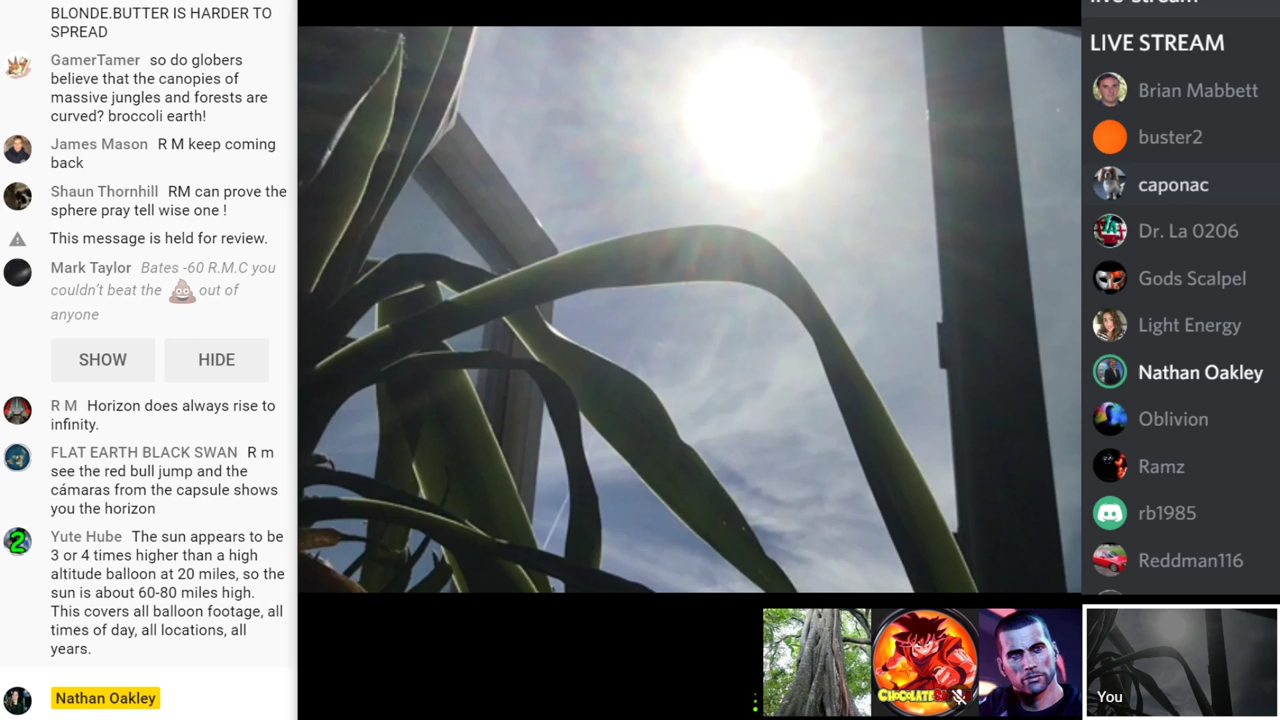 BLONDE.BUTTER IS HARDER TO
SPREAD
GamerTamer so do globers
believe that the canopies of
massive jungles and forests are
curved? broccoli earth!
James Mason R M keep coming
back
Shaun Thornhill RM can prove the
sphere pray tell wise one !
This message is held for review.
Mark Taylor Bates -60 R.M.C you
couldn't beat the 💩 out of
anyone
SHOW HIDE
R M Horizon does always rise to
infinity.
FLAT EARTH BLACK SWAN R m
see the red bull jump and the
cámaras from the capsule shows
you the horizon
Yute Hube The sun appears to be
3 or 4 times higher than a high
altitude balloon at 20 miles, so the
sun is about 60-80 miles high.
This covers all balloon footage, all
times of day, all locations, all
years.
Nathan Oakley
live-stream
LIVE STREAM
Brian Mabbett
buster2
caponac
Dr. La 0206
Gods Scalpel
Light Energy
Nathan Oakley
Oblivion
Ramz
rb1985
Reddman116
You